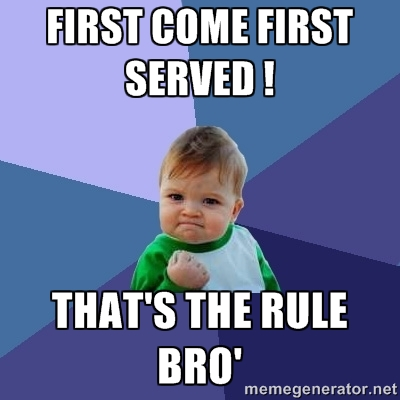 FIRST COME FIRST
SERVED !
THAT'S THE RULE
BRO'
memegenerator.net